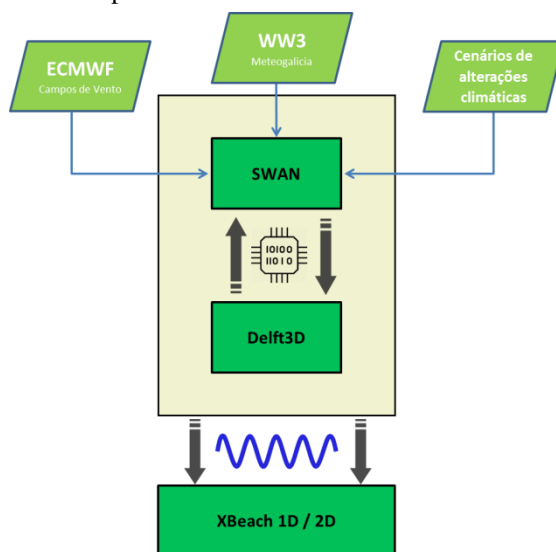 ECMWF
Campos de Vento
WW3
Meteogalicia
Cenários de
alterações
climáticas
SWAN
10100
11010
Delft3D
XBeach 1D / 2D